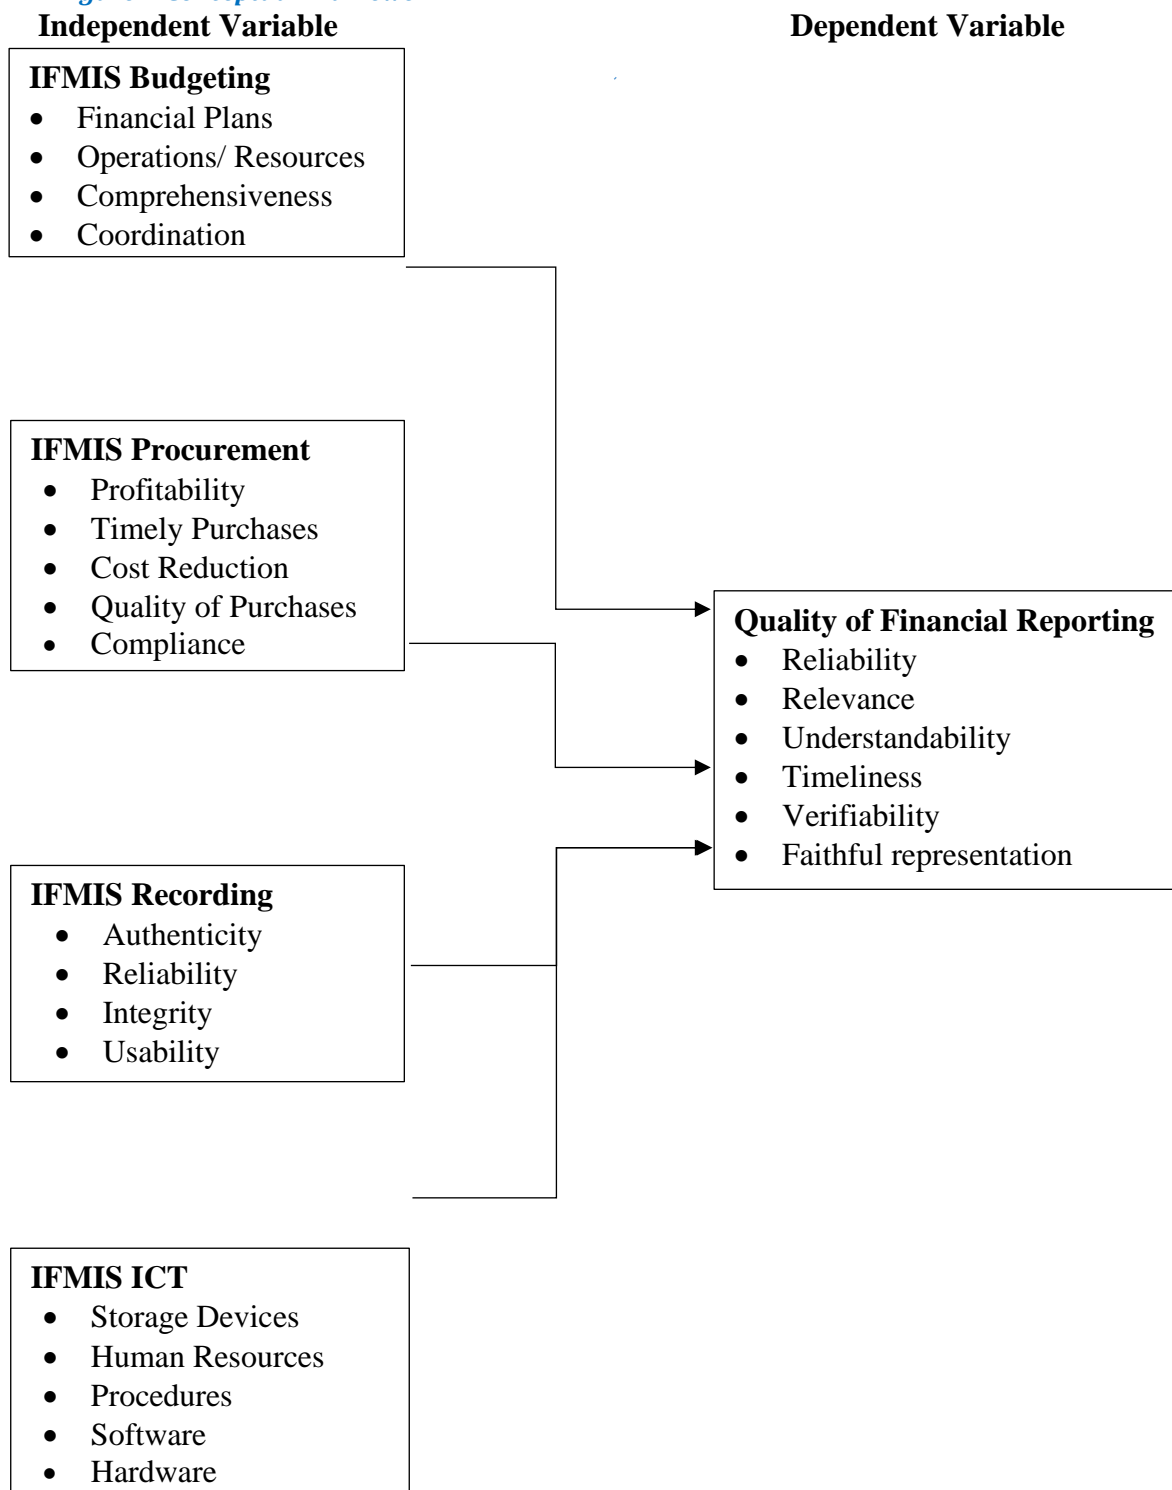 Independent Variable
Dependent Variable
IFMIS Budgeting
• Financial Plans
• Operations/ Resources
• Comprehensiveness
• Coordination
IFMIS Procurement
• Profitability
• Timely Purchases
• Cost Reduction
• Quality of Purchases
• Compliance
Quality of Financial Reporting
• Reliability
• Relevance
• Understandability
• Timeliness
• Verifiability
• Faithful representation
IFMIS Recording
• Authenticity
• Reliability
• Integrity
• Usability
IFMIS ICT
• Storage Devices
• Human Resources
• Procedures
• Software
• Hardware